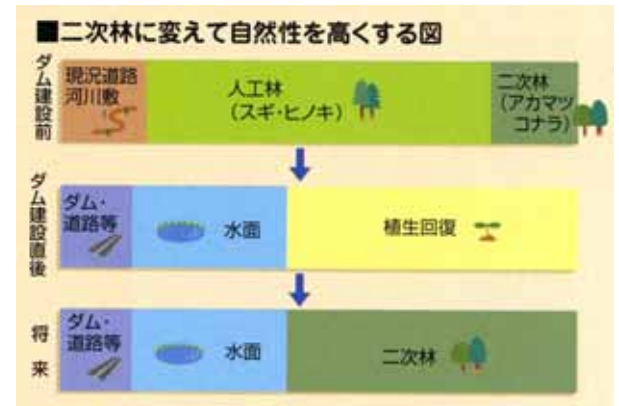 ■二次林に変えて自然性を高くする図
ダム建設前
現況道路
河川敷
人工林
(スギ・ヒノキ)
二次林
(アカマツ
コナラ)
ダム建設直後
ダム・
道路等
水面
植生回復
将来
ダム・
道路等
水面
二次林